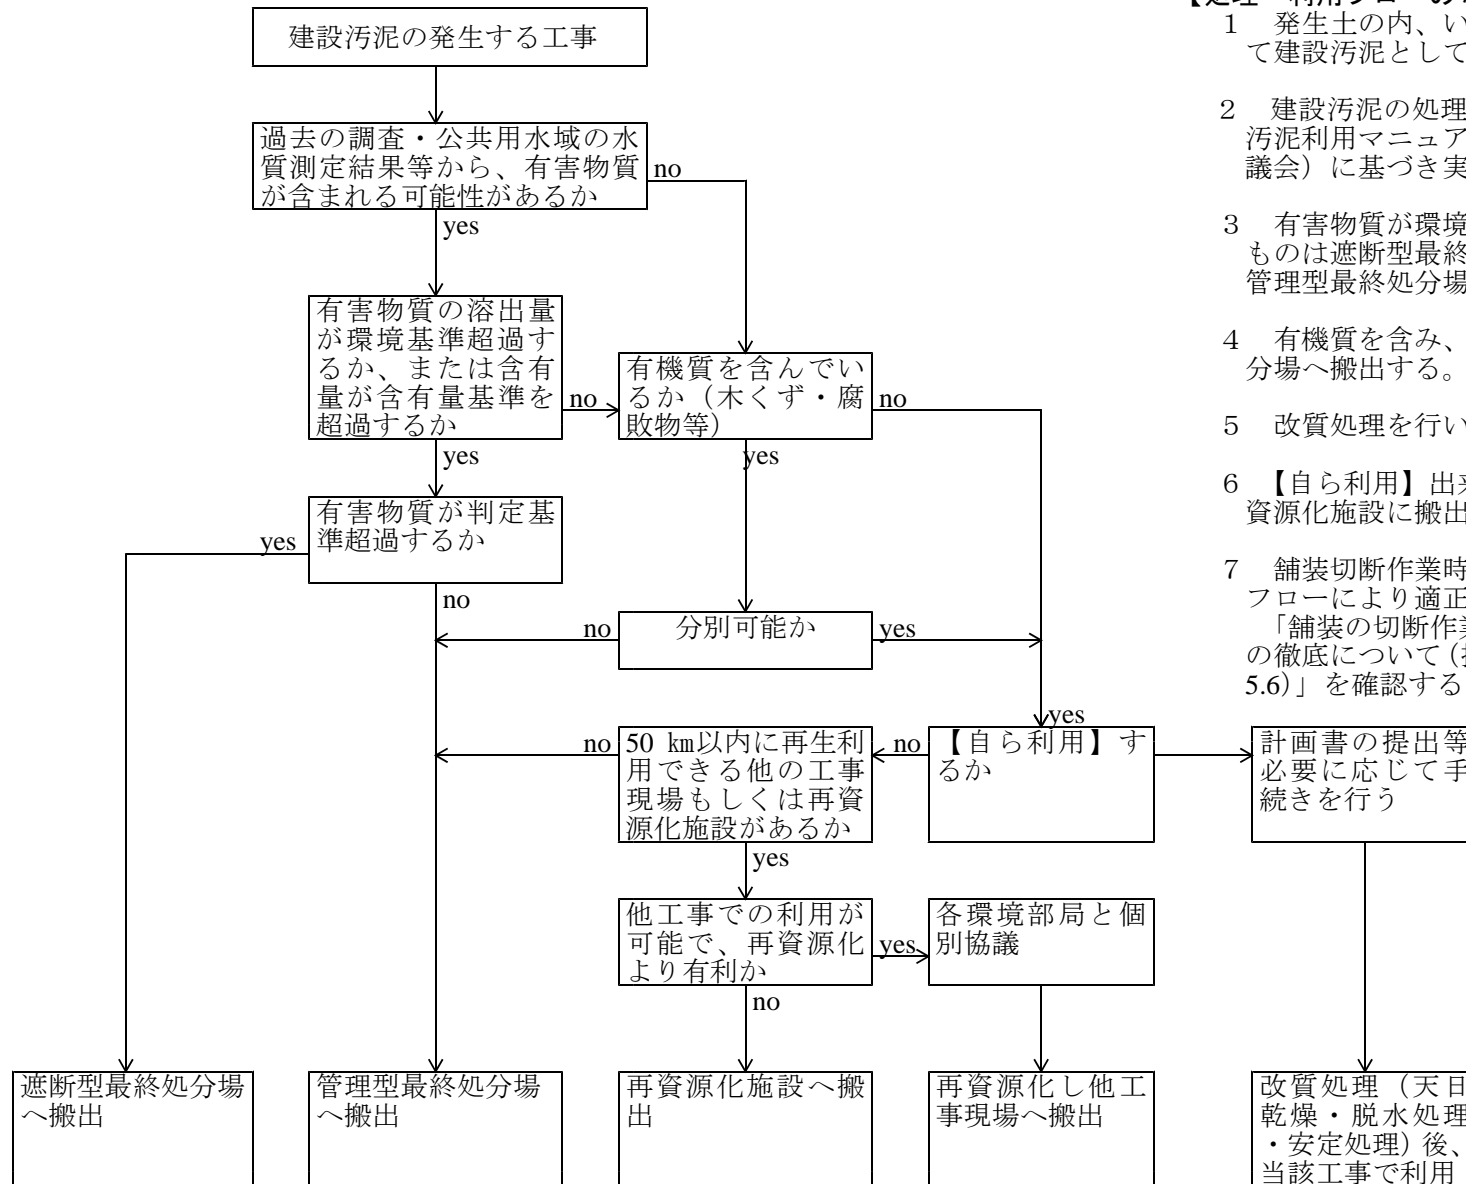 建設汚泥の発生する工事
過去の調査・公共用水域の水
質測定結果等から、有害物質
が含まれる可能性があるか
no
yes
有害物質の溶出量
が環境基準超過す
るか、または含有
量が含有量基準を
超過するか
no
yes
有機質を含んでい
るか（木くず・腐
敗物等）
no
yes
有害物質が判定基
準超過するか
yes
no
分別可能か
no
yes
yes
50 ㎞以内に再生利
用できる他の工事
現場もしくは再資
源化施設があるか
no
no
yes
【自ら利用】す
るか
計画書の提出等
必要に応じて手
続きを行う
他工事での利用が
可能で、再資源化
より有利か
yes
no
各環境部局と個
別協議
遮断型最終処分場
へ搬出
管理型最終処分場
へ搬出
再資源化施設へ搬
出
再資源化し他工
事現場へ搬出
改質処理（天日
乾燥・脱水処理
・安定処理）後、
当該工事で利用
１　発生土の内、い
て建設汚泥として
２　建設汚泥の処理
汚泥利用マニュア
議会）に基づき実
３　有害物質が環境
ものは遮断型最終
管理型最終処分場
４　有機質を含み、
分場へ搬出する。
５　改質処理を行い
６　【自ら利用】出来
資源化施設に搬出
７　舗装切断作業時
フローにより適正
「舗装の切断作業
の徹底について（
5.6）」を確認する